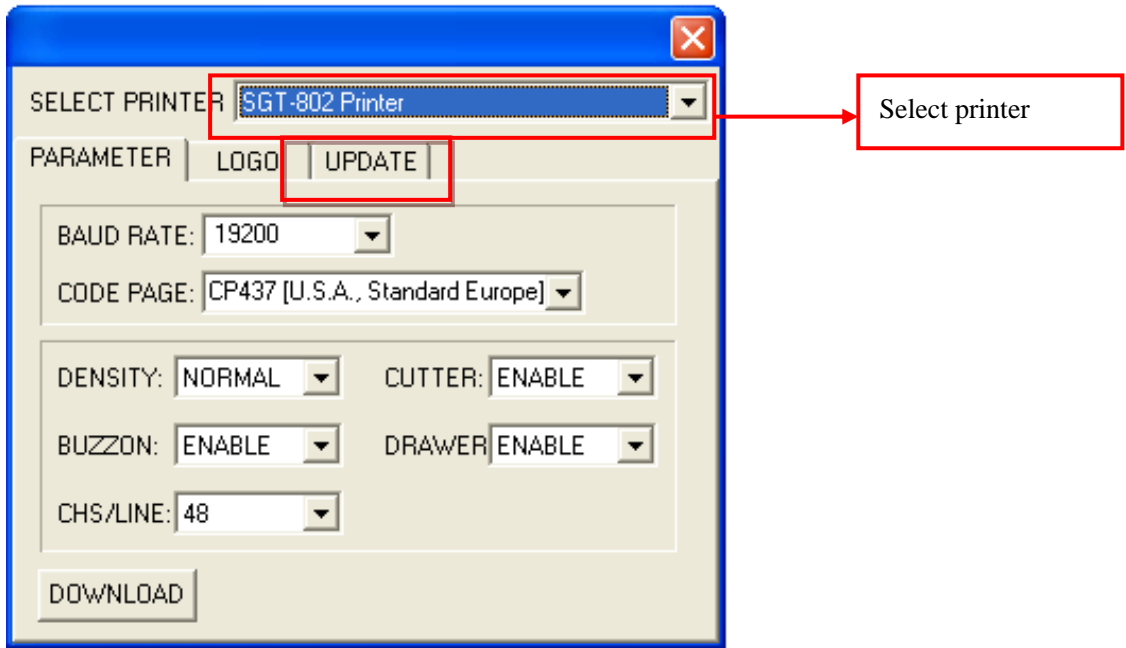 SELECT PRINTER SGT-802 Printer
Select printer
PARAMETER LOGO UPDATE
BAUD RATE: 19200
CODE PAGE: CP437 [U.S.A., Standard Europe]
DENSITY: NORMAL CUTTER: ENABLE
BUZZON: ENABLE DRAWER ENABLE
CHS/LINE: 48
DOWNLOAD